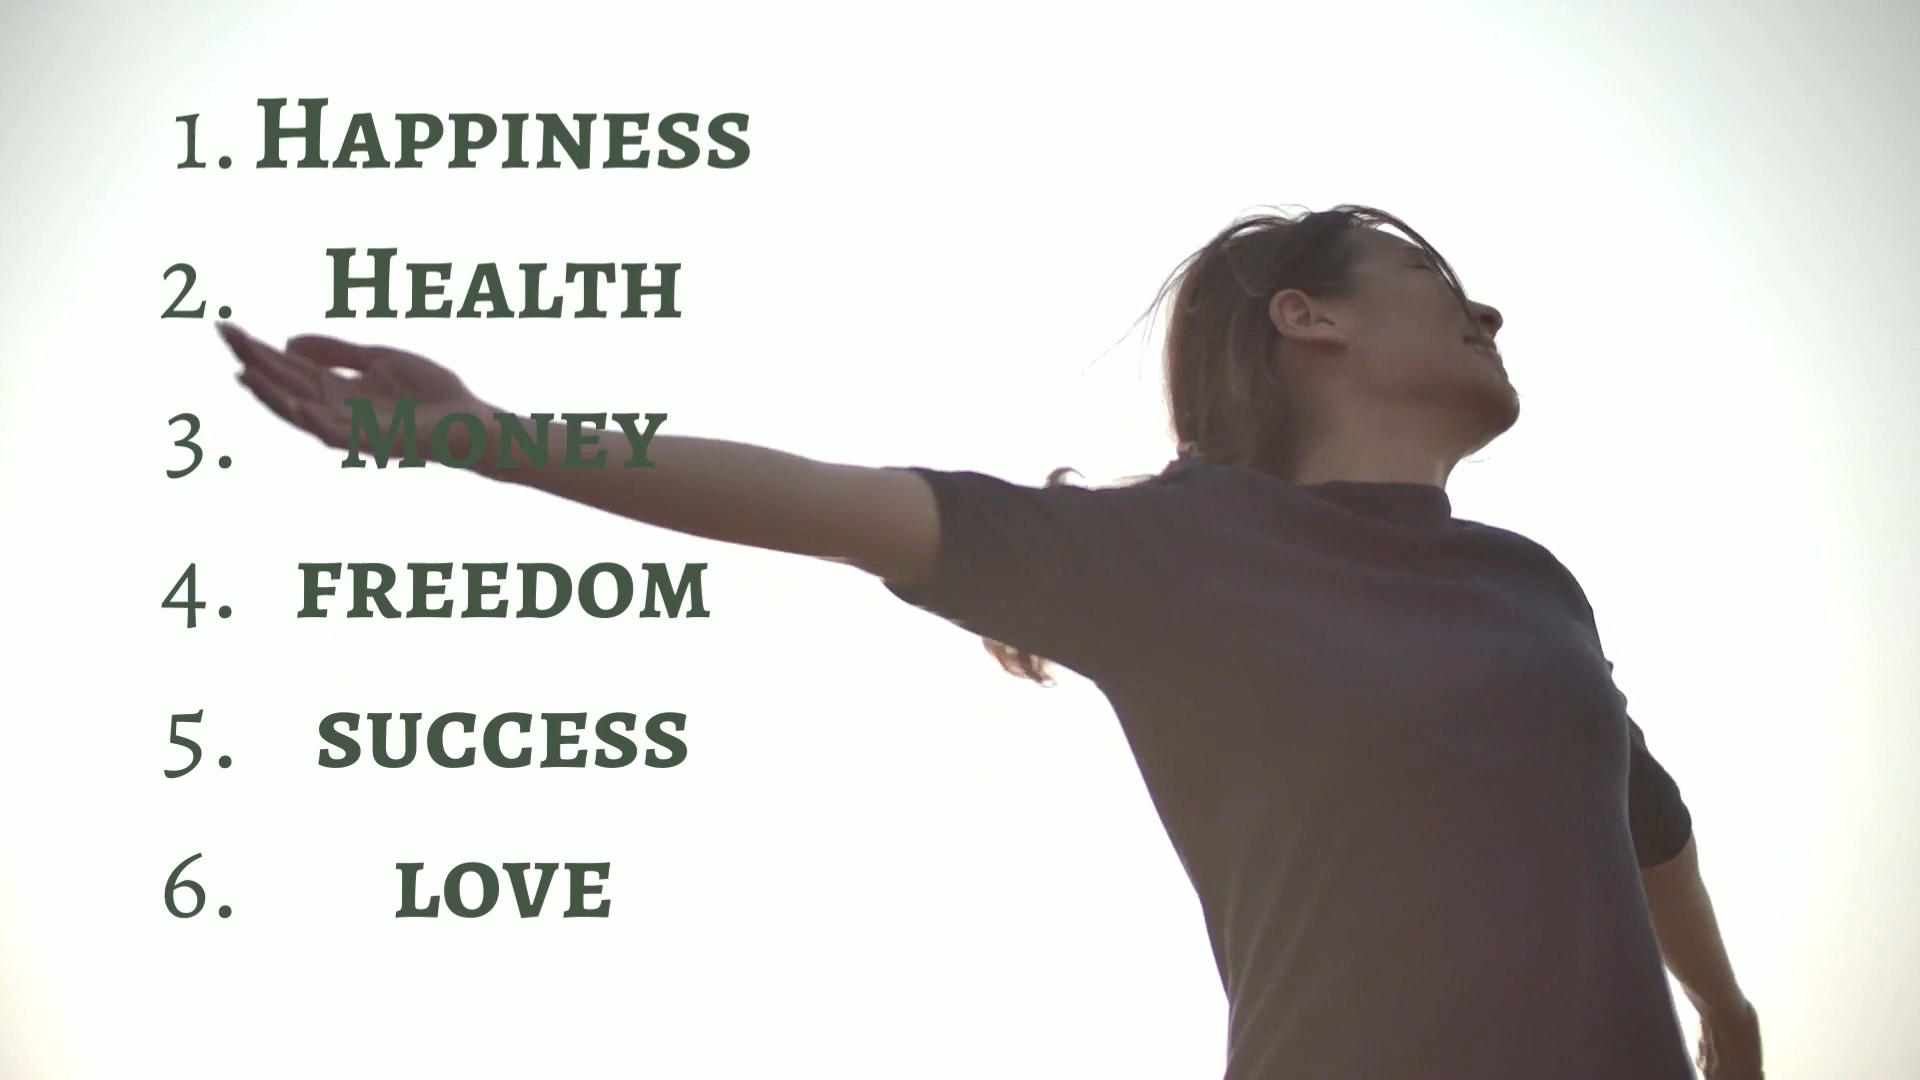 1. Happiness
2. Health
3. Money
4. freedom
5. success
6. love